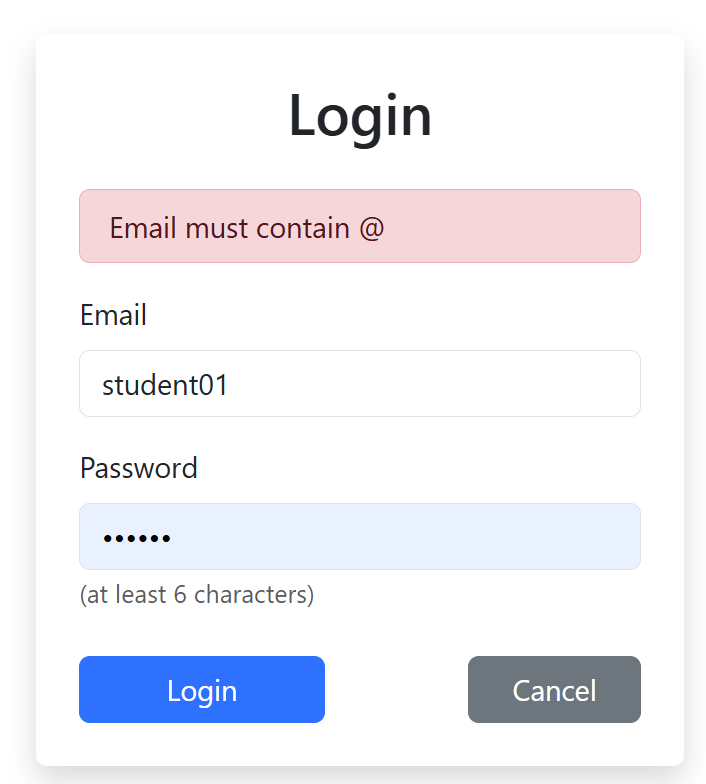 Login
Email must contain @
Email
student01
Password
••••••
(at least 6 characters)
Login
Cancel